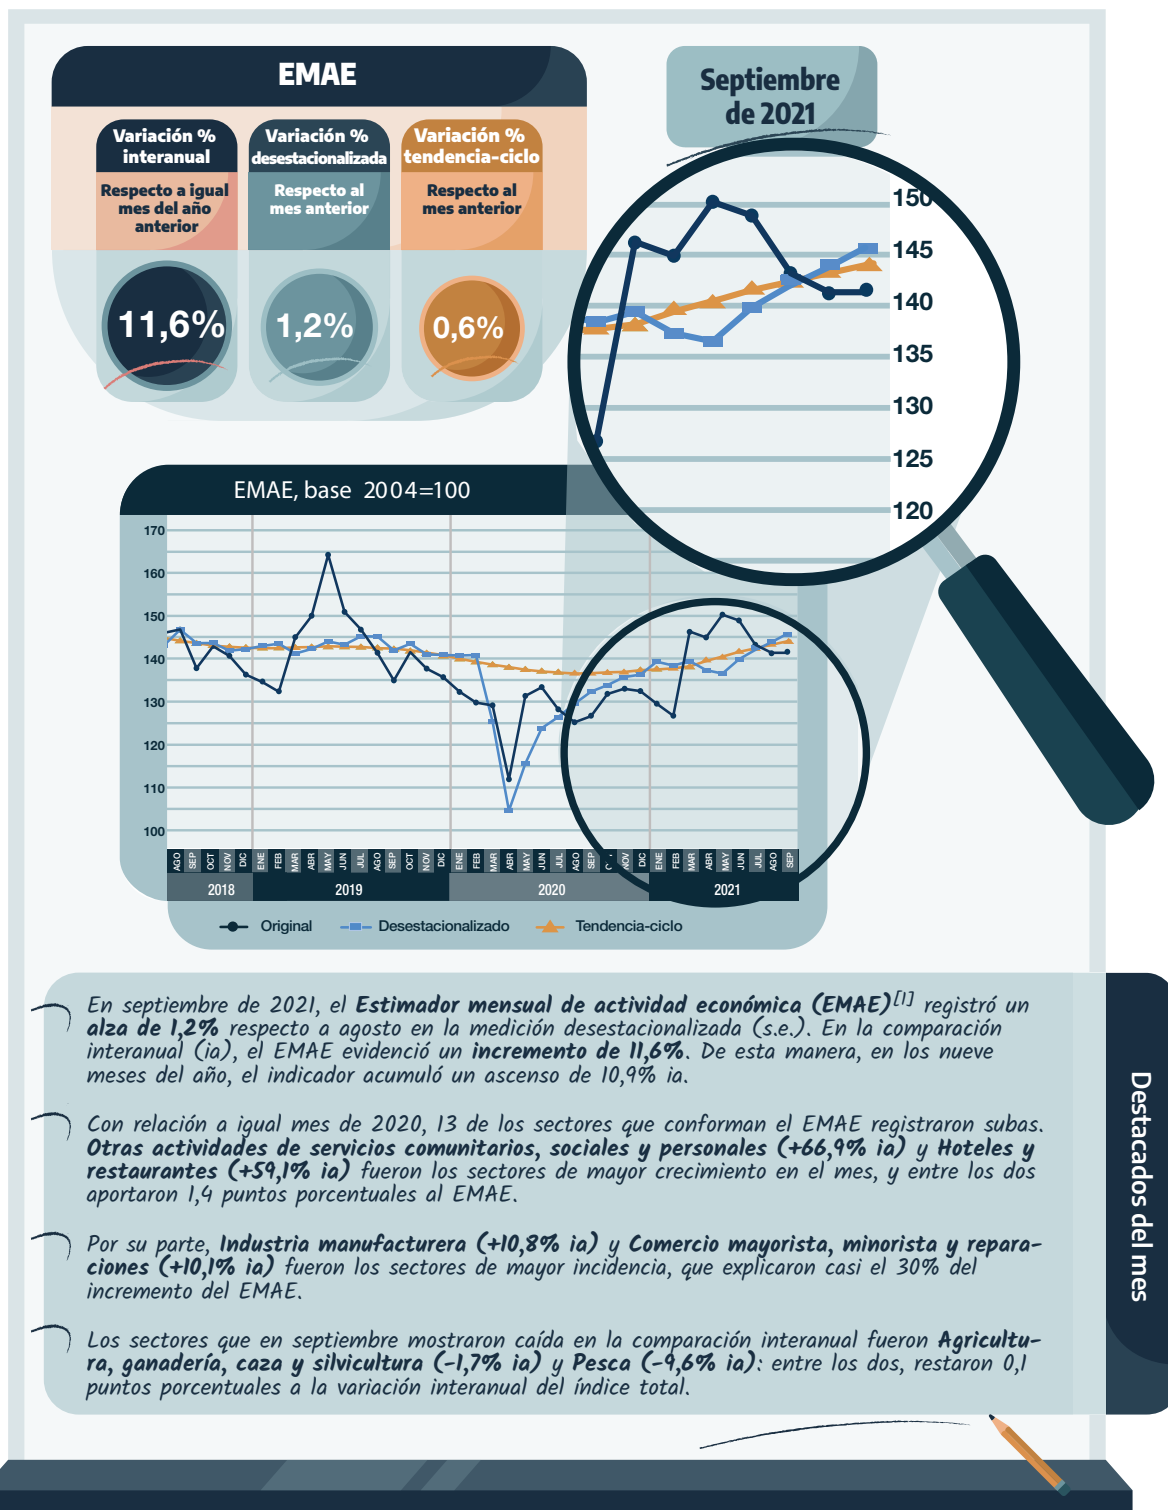 EMAE
Septiembre
de 2021
Variación %
interanual
Variación %
desestacionalizada
Variación %
tendencia-ciclo
Respecto a igual
mes del año
anterior
Respecto al
mes anterior
Respecto al
mes anterior
11,6%
1,2%
0,6%
150
145
140
135
130
125
120
EMAE, base 2004=100
170
160
150
140
130
120
110
100
AGO SEP OCT NOV DIC ENE FEB MAR ABR MAY JUN JUL AGO SEP OCT NOV DIC ENE FEB MAR ABR MAY JUN JUL AGO SEP DIC ENE FEB MAR ABR MAY JUN JUL AGO SEP
2018 2019 2020 2021
Original Desestacionalizado Tendencia-ciclo
En septiembre de 2021, el Estimador mensual de actividad económica (EMAE)[1] registró un
alza de 1,2% respecto a agosto en la medición desestacionalizada (s.e.). En la comparación
interanual (ia), el EMAE evidenció un incremento de 11,6%. De esta manera, en los nueve
meses del año, el indicador acumuló un ascenso de 10,9% ia.
Con relación a igual mes de 2020, 13 de los sectores que conforman el EMAE registraron subas.
Otras actividades de servicios comunitarios, sociales y personales (+66,9% ia) y Hoteles y
restaurantes (+59,1% ia) fueron los sectores de mayor crecimiento en el mes, y entre los dos
aportaron 1,4 puntos porcentuales al EMAE.
Por su parte, Industria manufacturera (+10,8% ia) y Comercio mayorista, minorista y repara-
ciones (+10,1% ia) fueron los sectores de mayor incidencia, que explicaron casi el 30% del
incremento del EMAE.
Los sectores que en septiembre mostraron caída en la comparación interanual fueron Agricultu-
ra, ganadería, caza y silvicultura (-1,7% ia) y Pesca (-9,6% ia): entre los dos, restaron 0,1
puntos porcentuales a la variación interanual del índice total.
Destacados del mes